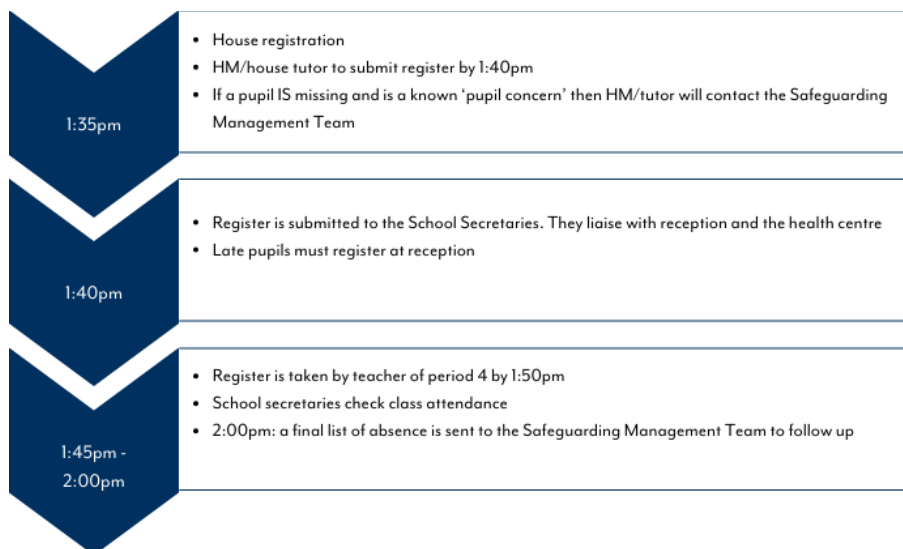 1:35pm
• House registration
• HM/house tutor to submit register by 1:40pm
• If a pupil IS missing and is a known ‘pupil concern’ then HM/tutor will contact the Safeguarding
Management Team
1:40pm
• Register is submitted to the School Secretaries. They liaise with reception and the health centre
• Late pupils must register at reception
1:45pm -
2:00pm
• Register is taken by teacher of period 4 by 1:50pm
• School secretaries check class attendance
• 2:00pm: a final list of absence is sent to the Safeguarding Management Team to follow up